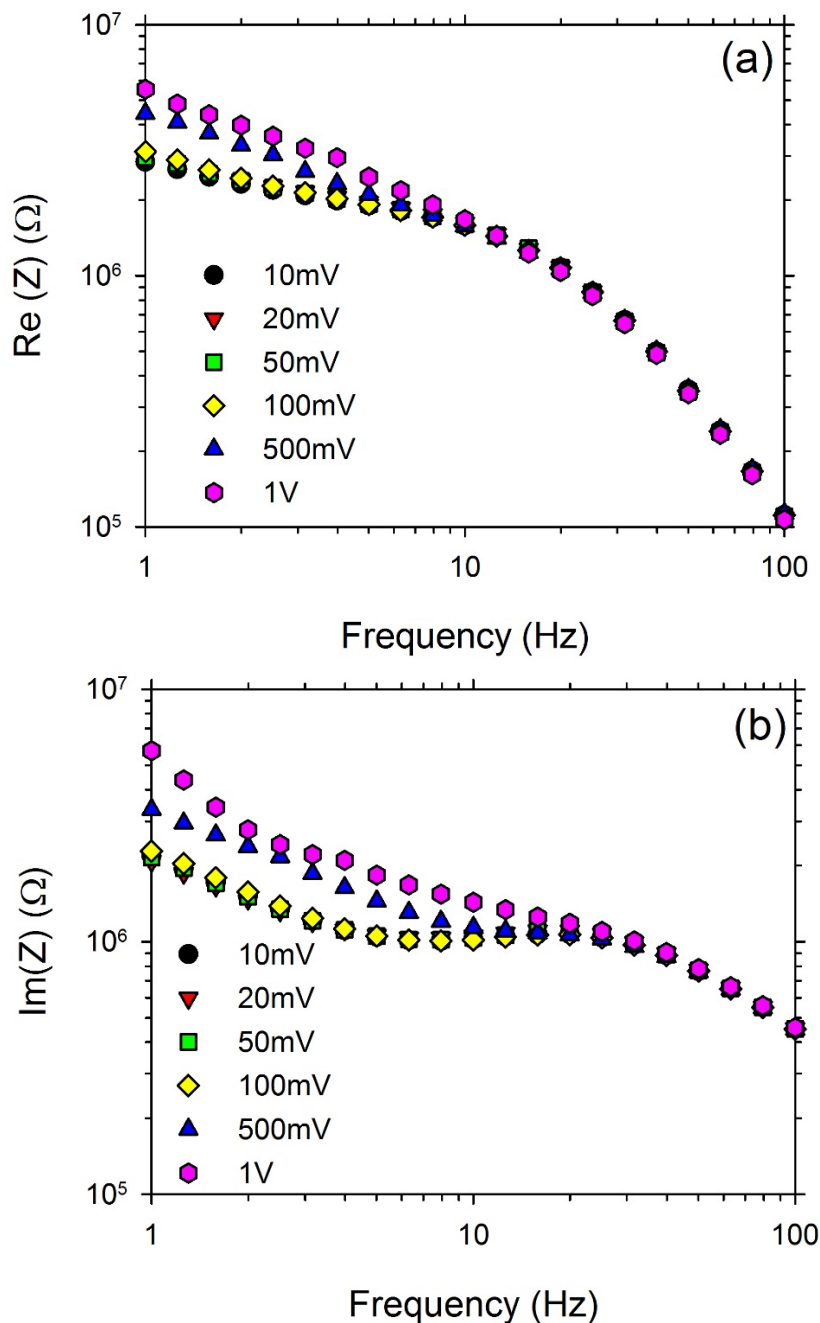 (a)
10⁷
10⁶
10⁵
Re (Z) (Ω)
10mV
20mV
50mV
100mV
500mV
1V
1 10 100
Frequency (Hz)
(b)
10⁷
10⁶
10⁵
Im(Z) (Ω)
10mV
20mV
50mV
100mV
500mV
1V
1 10 100
Frequency (Hz)